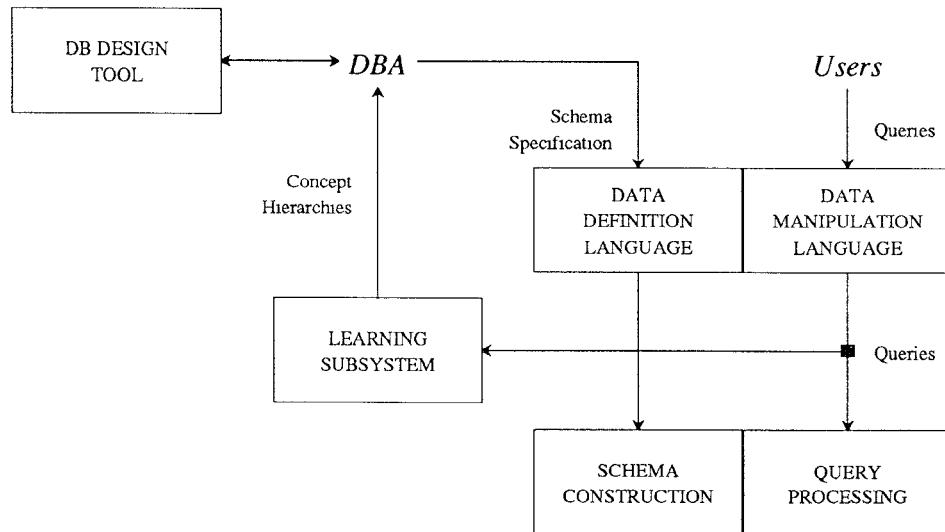 DB DESIGN
TOOL
DBA
Users
Schema
Specification
Queries
Concept
Hierarchies
DATA
DEFINITION
LANGUAGE
DATA
MANIPULATION
LANGUAGE
LEARNING
SUBSYSTEM
Queries
SCHEMA
CONSTRUCTION
QUERY
PROCESSING